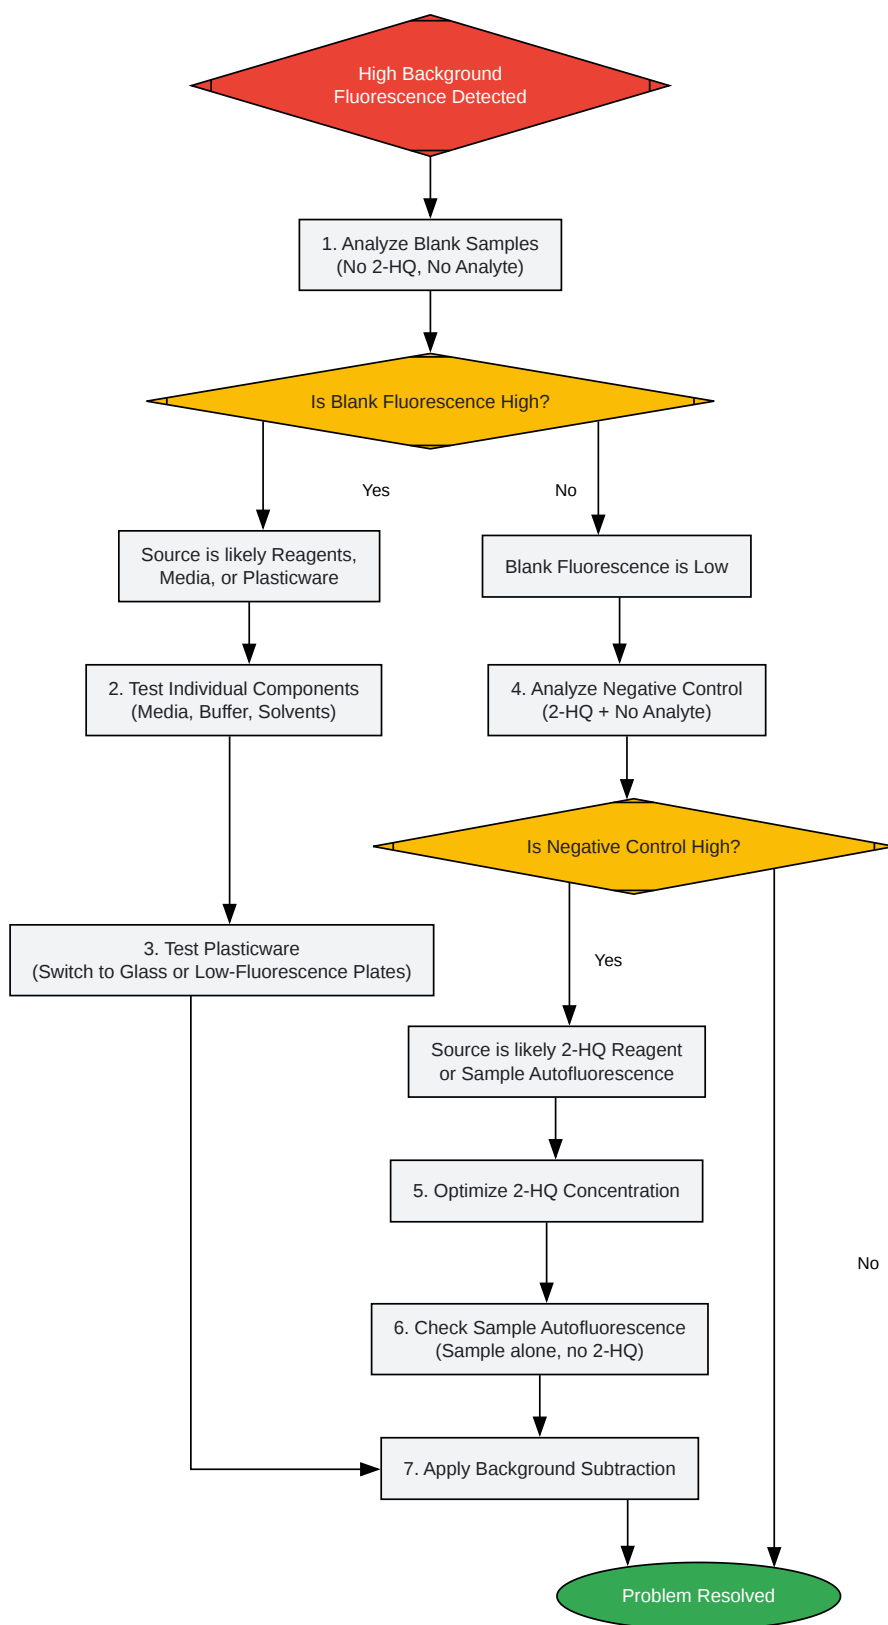 High Background
Fluorescence Detected
1. Analyze Blank Samples
(No 2-HQ, No Analyte)
Is Blank Fluorescence High?
Yes
No
Source is likely Reagents,
Media, or Plasticware
Blank Fluorescence is Low
2. Test Individual Components
(Media, Buffer, Solvents)
4. Analyze Negative Control
(2-HQ + No Analyte)
Is Negative Control High?
3. Test Plasticware
(Switch to Glass or Low-Fluorescence Plates)
Yes
Source is likely 2-HQ Reagent
or Sample Autofluorescence
5. Optimize 2-HQ Concentration
No
6. Check Sample Autofluorescence
(Sample alone, no 2-HQ)
7. Apply Background Subtraction
Problem Resolved